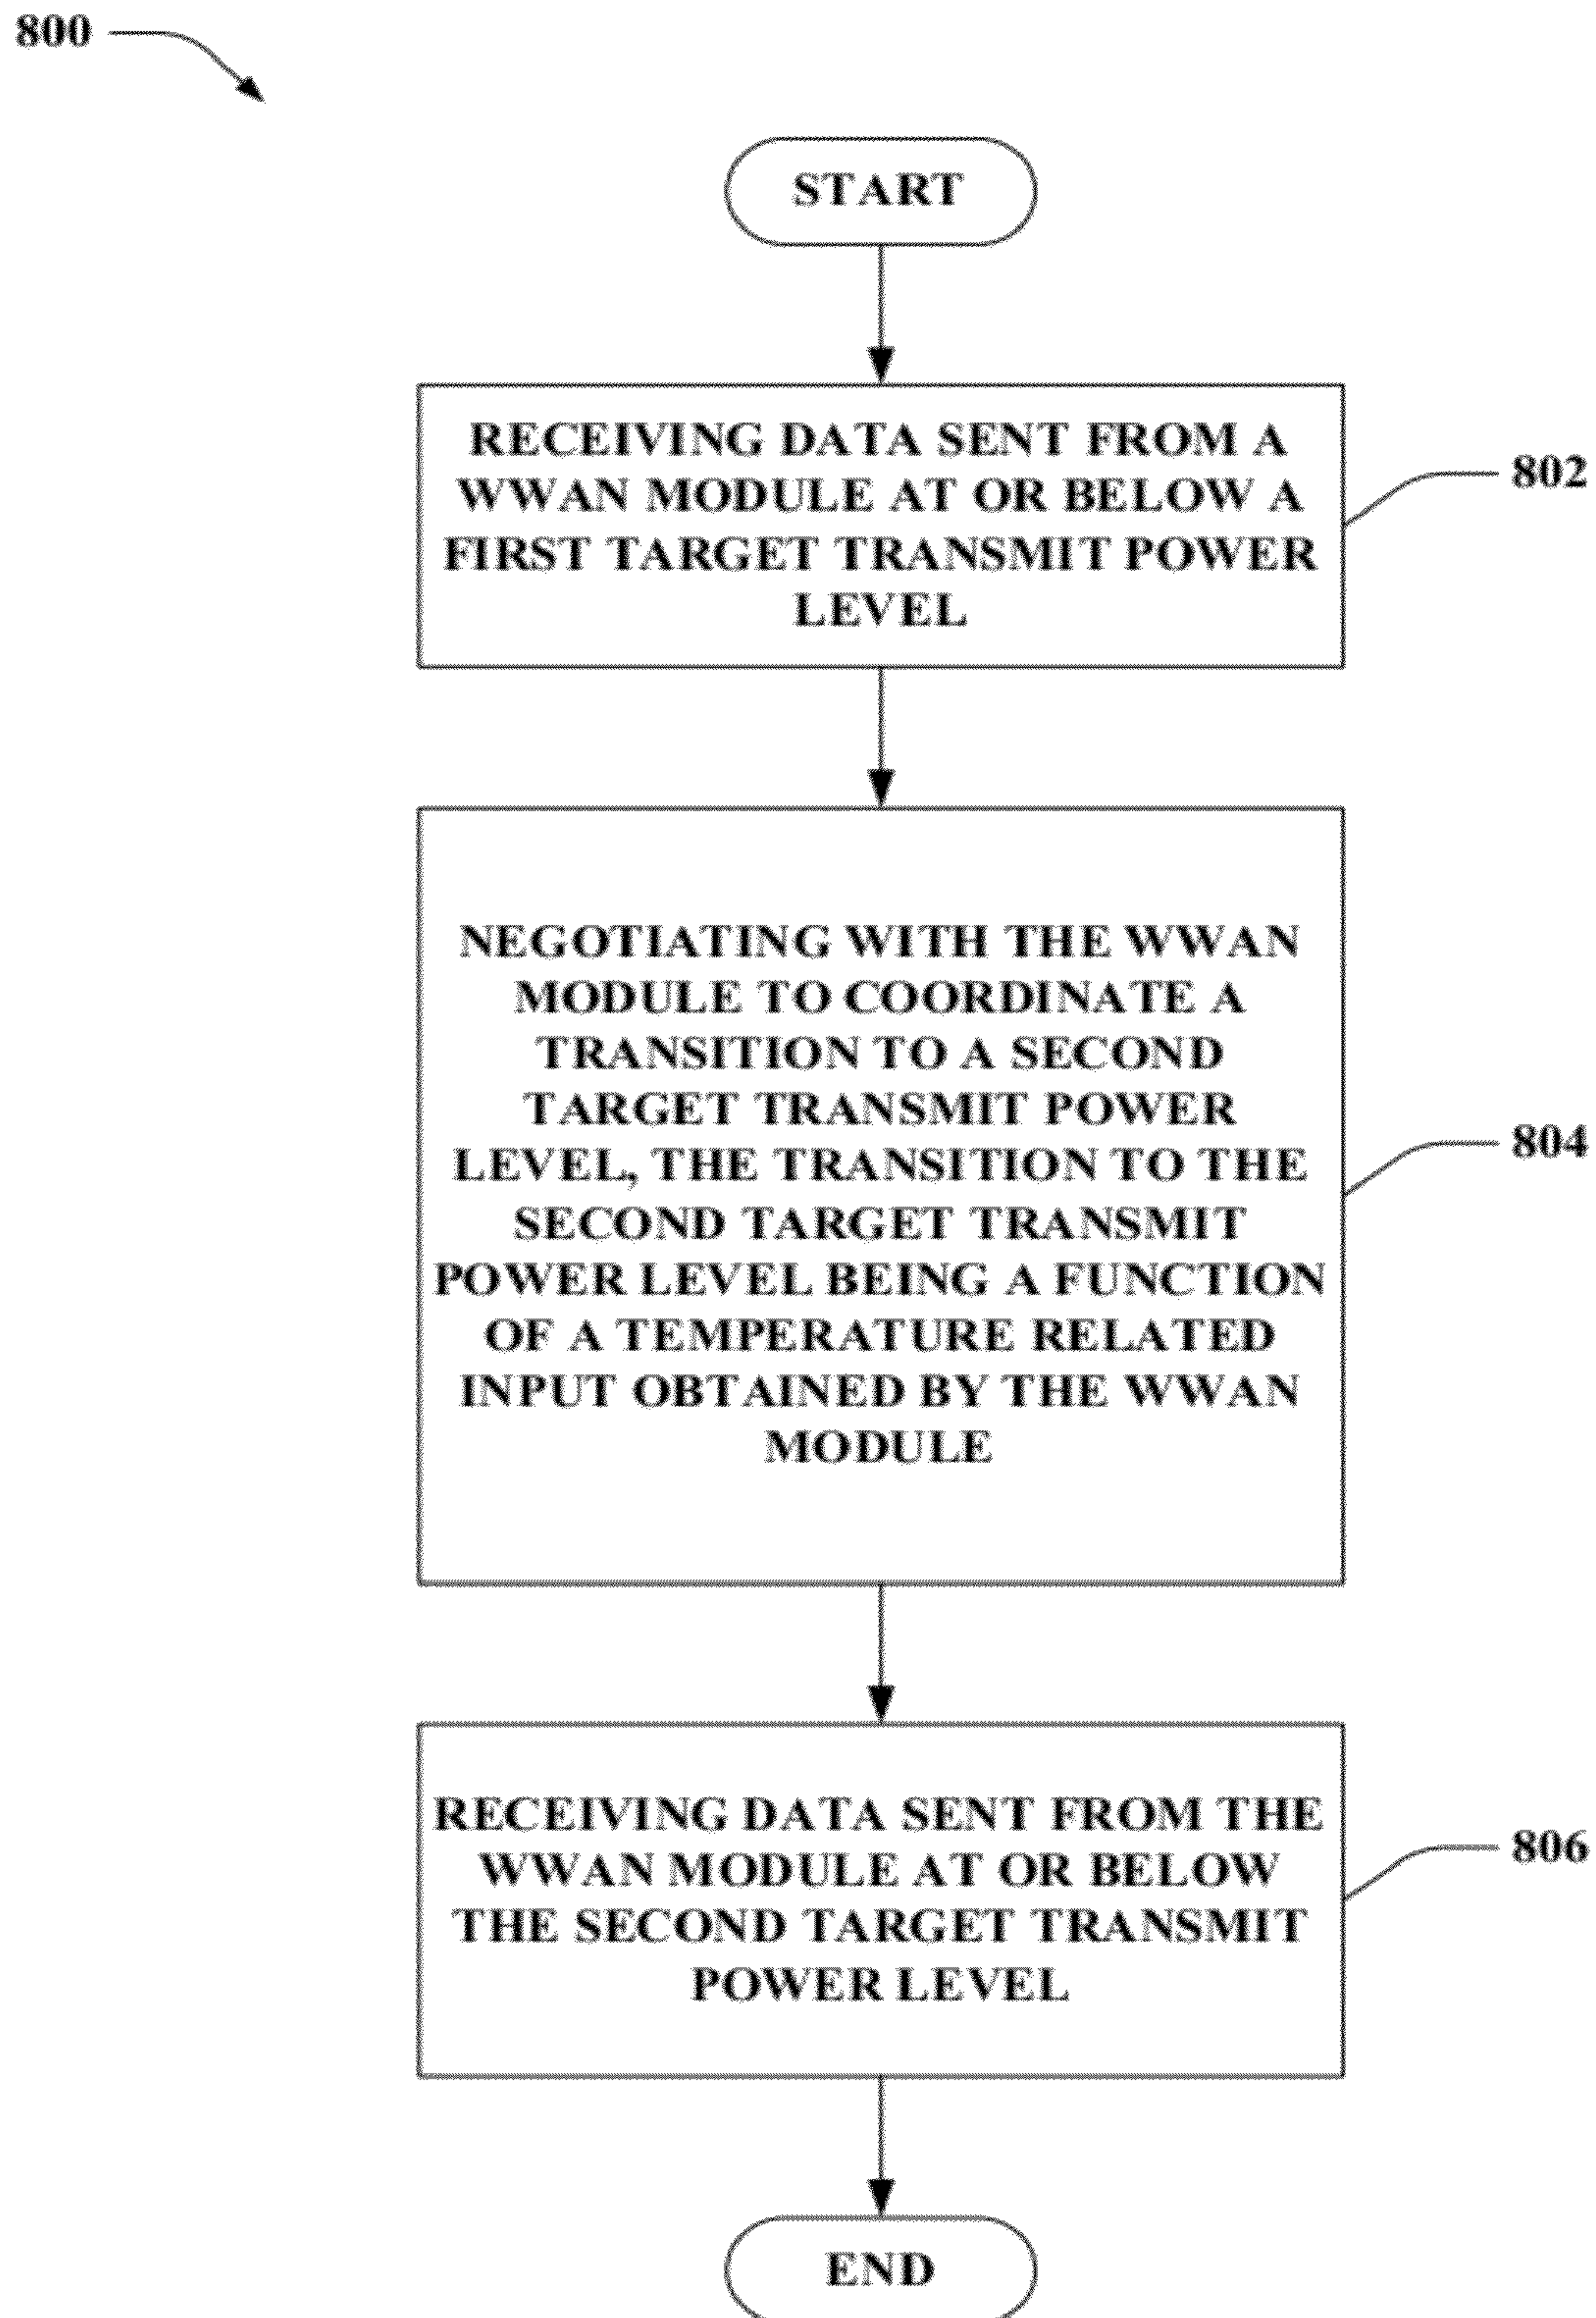 800
START
RECEIVING DATA SENT FROM A
WWAN MODULE AT OR BELOW A
FIRST TARGET TRANSMIT POWER
LEVEL
802
NEGOTIATING WITH THE WWAN
MODULE TO COORDINATE A
TRANSITION TO A SECOND
TARGET TRANSMIT POWER
LEVEL, THE TRANSITION TO THE
SECOND TARGET TRANSMIT
POWER LEVEL BEING A FUNCTION
OF A TEMPERATURE RELATED
INPUT OBTAINED BY THE WWAN
MODULE
804
RECEIVING DATA SENT FROM THE
WWAN MODULE AT OR BELOW
THE SECOND TARGET TRANSMIT
POWER LEVEL
806
END